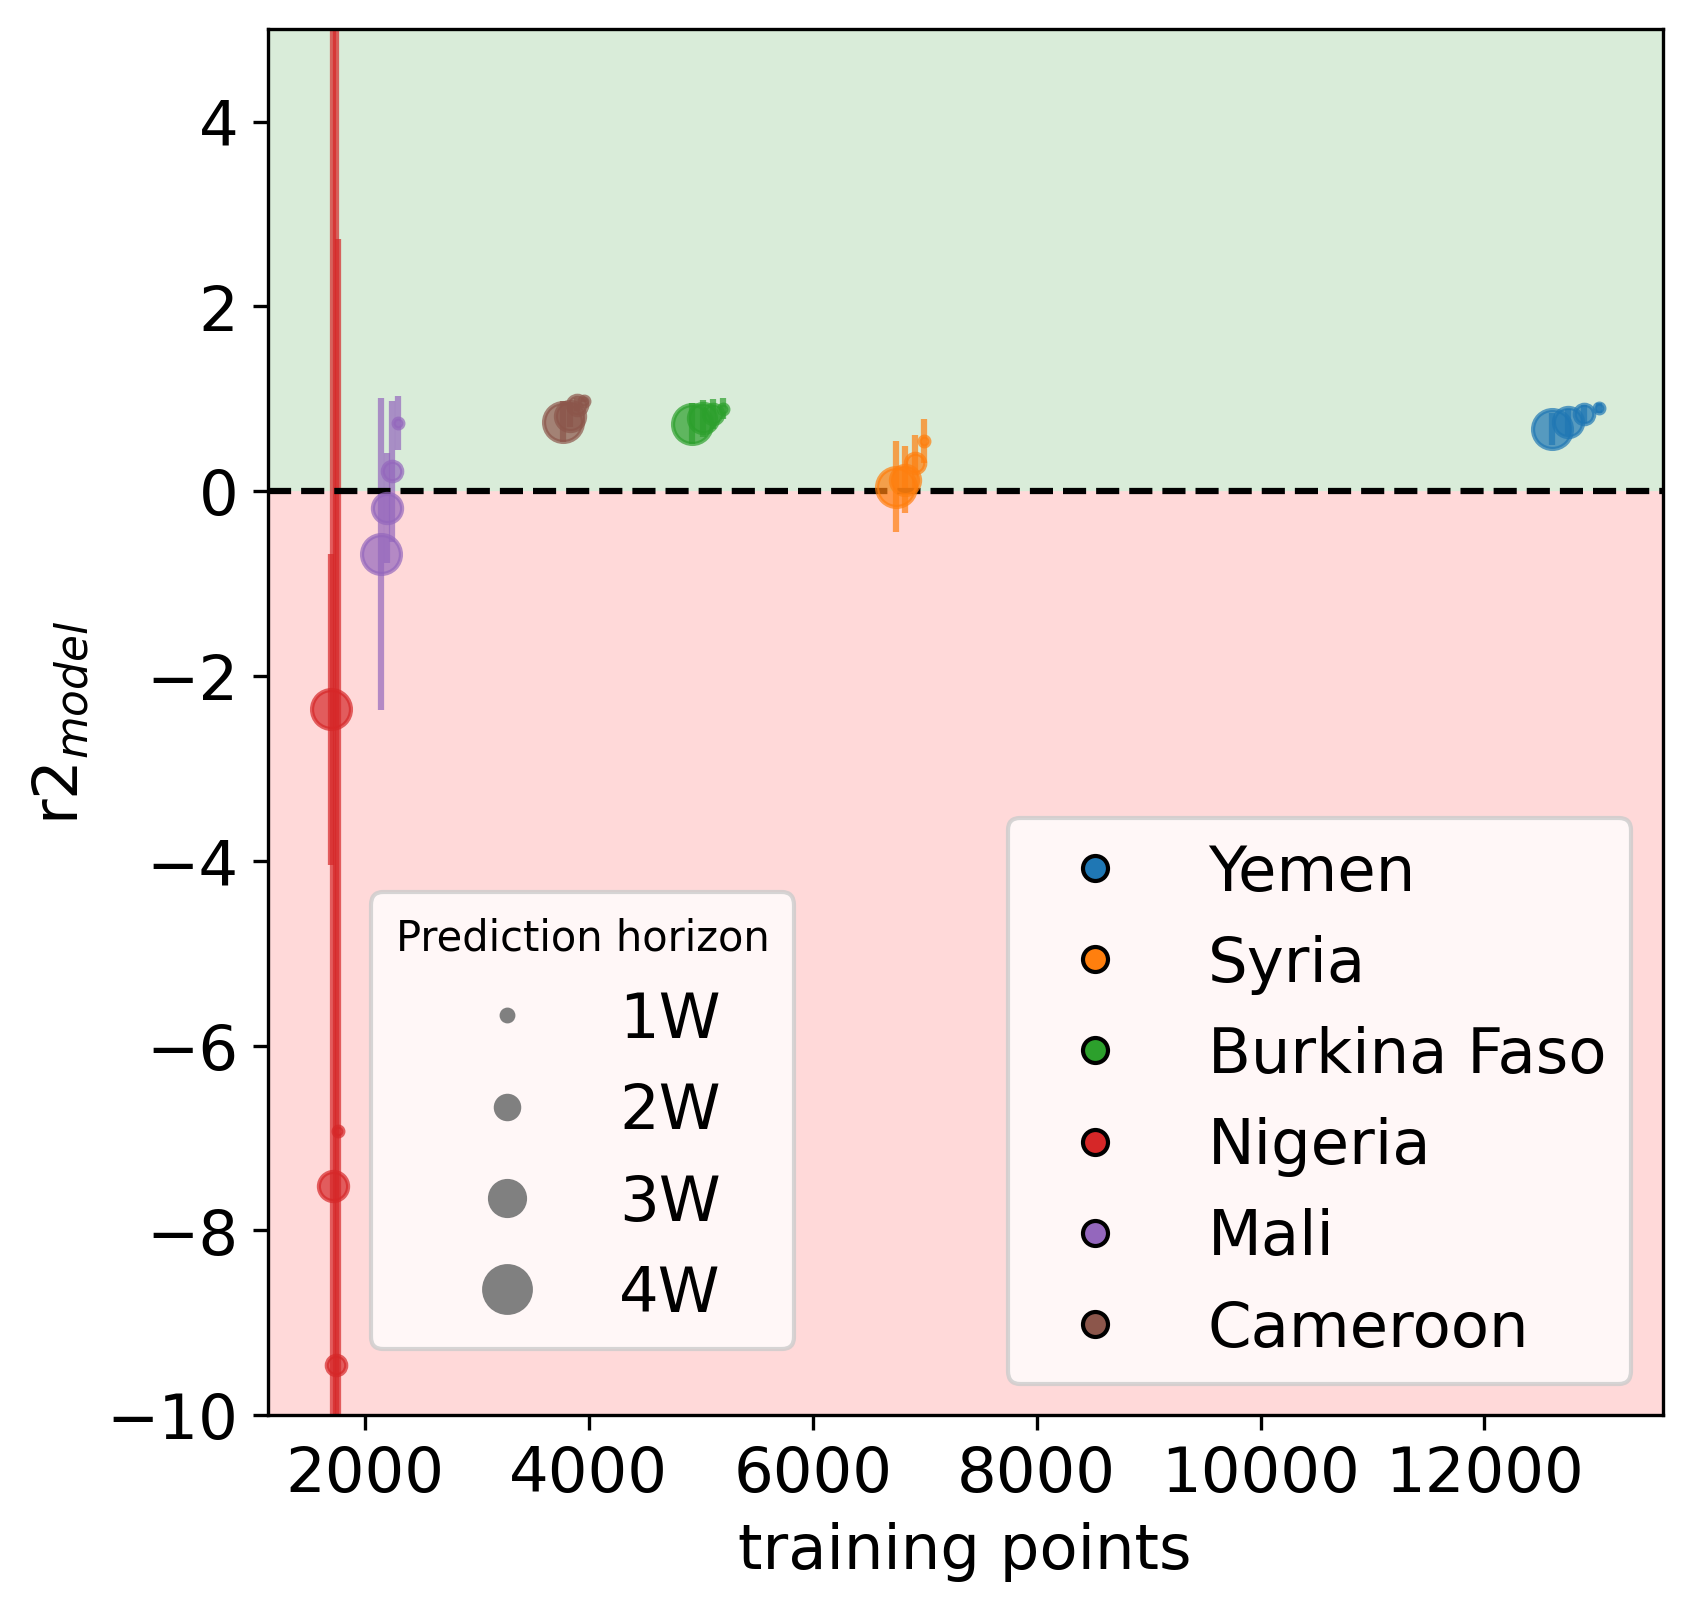 4
2
0
−2
−4
−6
−8
−10
r2model
2000 4000 6000 8000 10000 12000
training points
Prediction horizon
1W
2W
3W
4W
Yemen
Syria
Burkina Faso
Nigeria
Mali
Cameroon